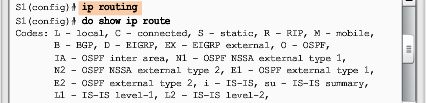 S1(config)# ip routing
S1(config)# do show ip route
Codes: L - local, C - connected, S - static, R - RIP, M - mobile,
B - BGP, D - EIGRP, EX - EIGRP external, O - OSPF,
IA - OSPF inter area, N1 - OSPF NSSA external type 1,
N2 - OSPF NSSA external type 2, E1 - OSPF external type 1,
E2 - OSPF external type 2, i - IS-IS, su - IS-IS summary,
L1 - IS-IS level-1, L2 - IS-IS level-2,